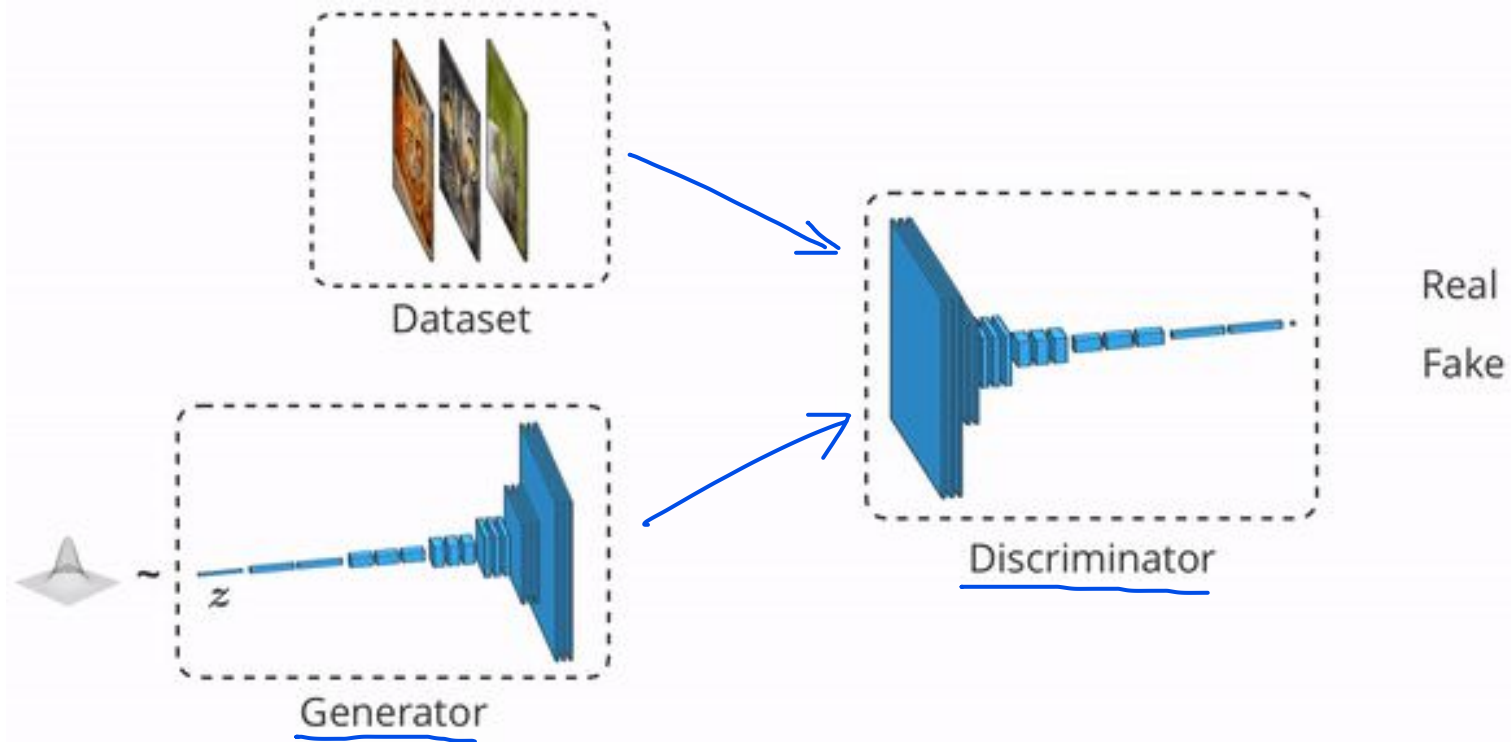 Dataset
Real
Fake
Discriminator
~
z
Generator